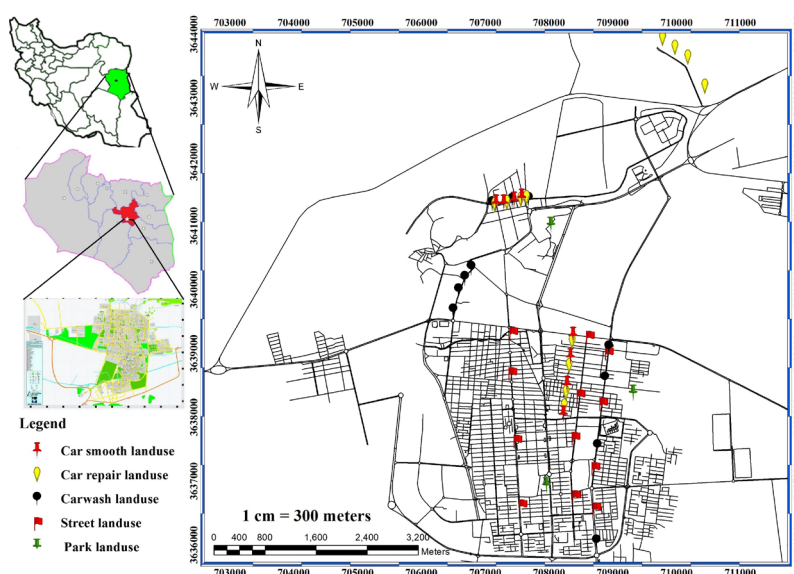 703000 704000 705000 706000 707000 708000 709000 710000 711000
3644000
3643000
3642000
3641000
3640000
3639000
3638000
3637000
3636000
N
W E
S
Legend
Car smooth landuse
Car repair landuse
Carwash landuse
Street landuse
Park landuse
1 cm = 300 meters
0 400 800 1,600 2,400 3,200
Meters
703000 704000 705000 706000 707000 708000 709000 710000 711000